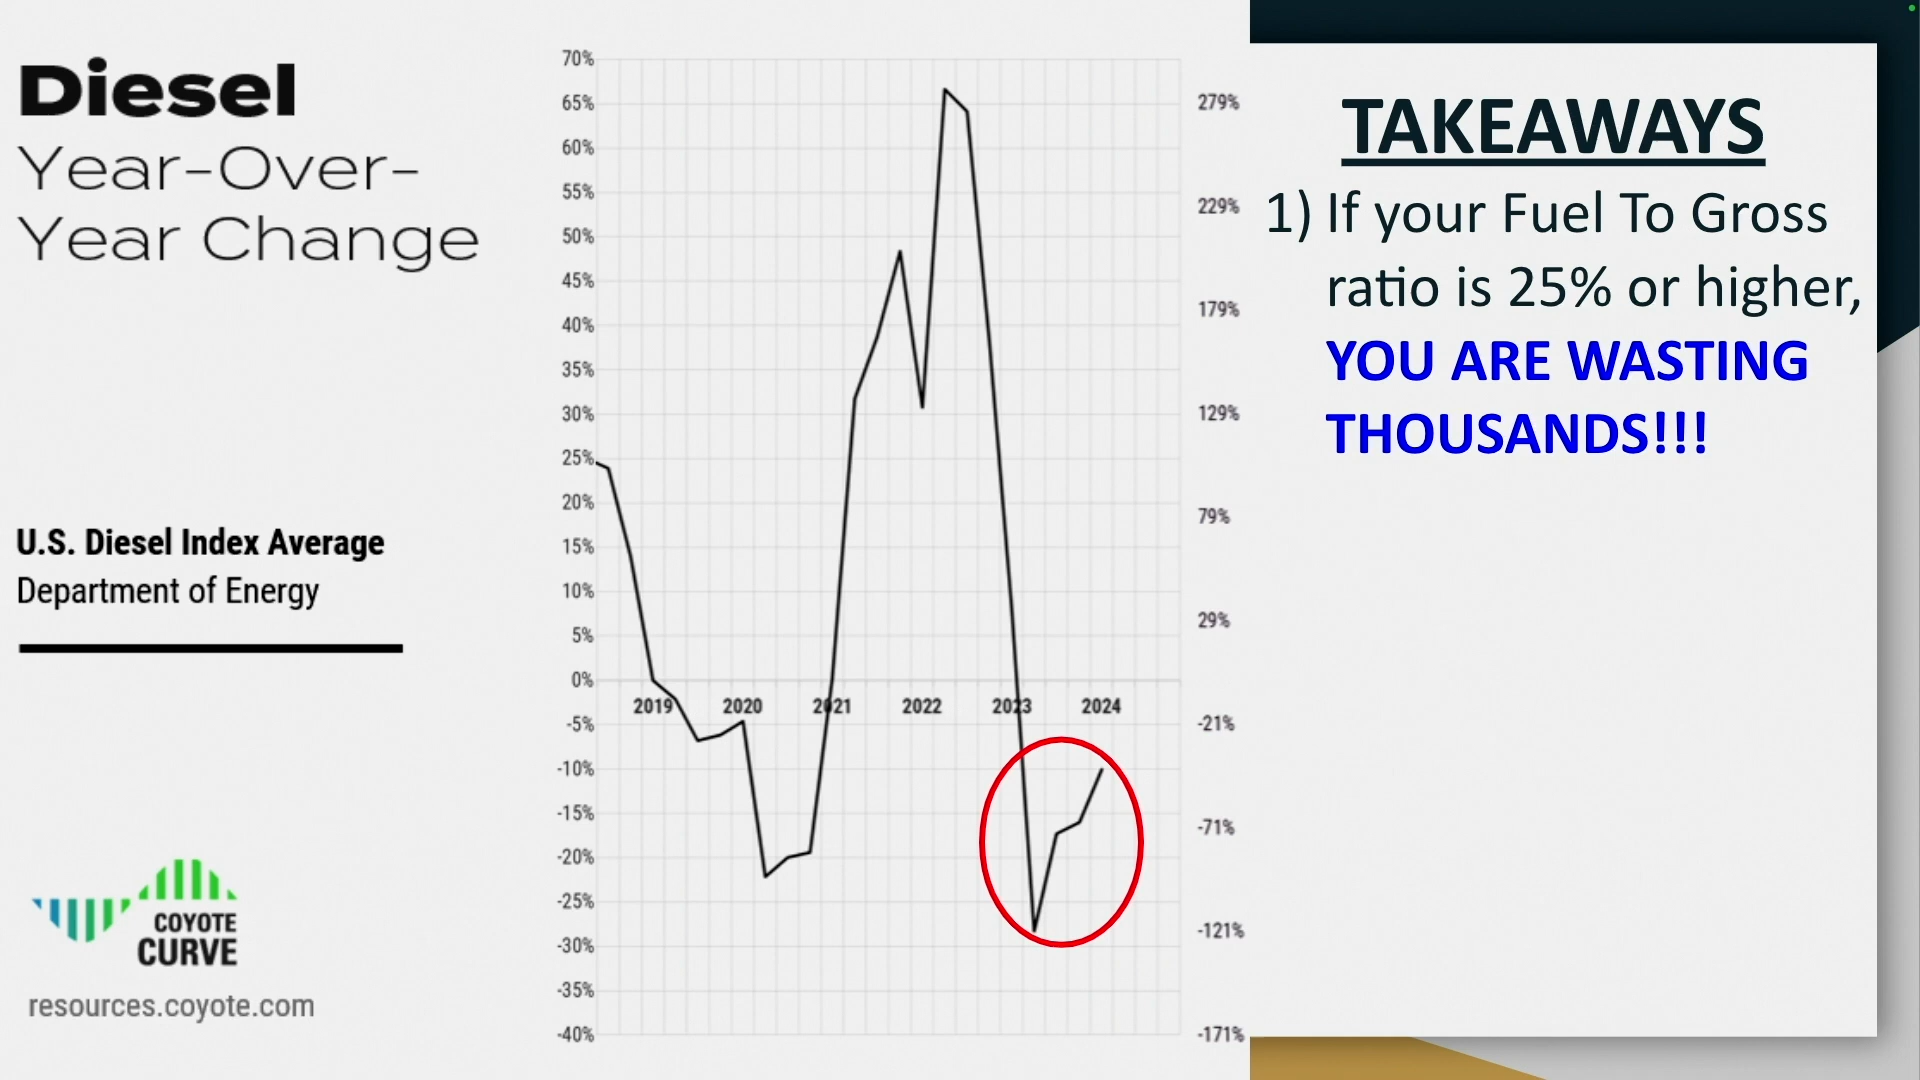 Diesel
Year-Over-
Year Change
U.S. Diesel Index Average
Department of Energy
COYOTE
CURVE
resources.coyote.com
70%
65%
60%
55%
50%
45%
40%
35%
30%
25%
20%
15%
10%
5%
0%
-5%
-10%
-15%
-20%
-25%
-30%
-35%
-40%
2019 2020 2021 2022 2023 2024
279%
229%
179%
129%
79%
29%
-21%
-71%
-121%
-171%
TAKEAWAYS
1) If your Fuel To Gross
ratio is 25% or higher,
YOU ARE WASTING
THOUSANDS!!!